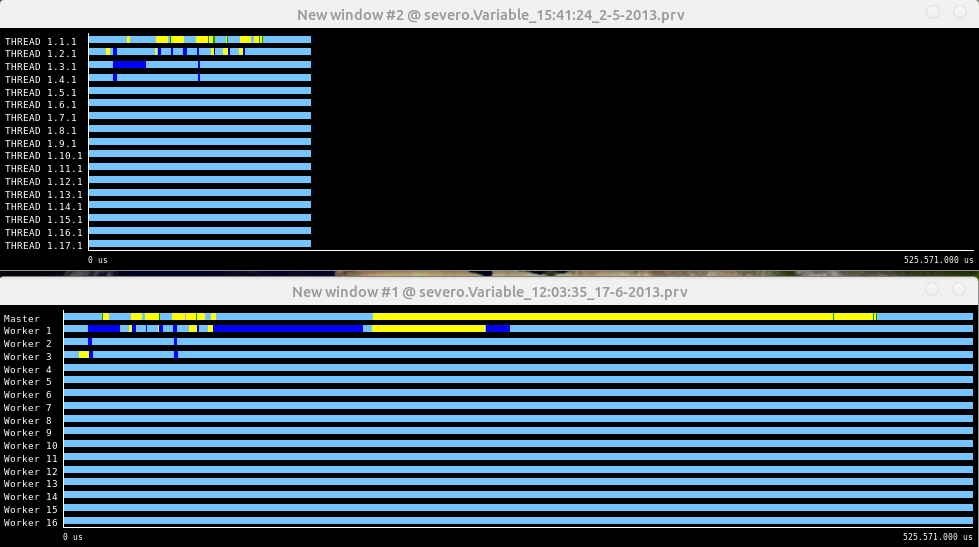 New window #2 @ severo.Variable_15:41:24_2-5-2013.prv
THREAD 1.1.1
THREAD 1.2.1
THREAD 1.3.1
THREAD 1.4.1
THREAD 1.5.1
THREAD 1.6.1
THREAD 1.7.1
THREAD 1.8.1
THREAD 1.9.1
THREAD 1.10.1
THREAD 1.11.1
THREAD 1.12.1
THREAD 1.13.1
THREAD 1.14.1
THREAD 1.15.1
THREAD 1.16.1
THREAD 1.17.1
0 us 525.571.000 us
New window #1 @ severo.Variable_12:03:35_17-6-2013.prv
Master
Worker 1
Worker 2
Worker 3
Worker 4
Worker 5
Worker 6
Worker 7
Worker 8
Worker 9
Worker 10
Worker 11
Worker 12
Worker 13
Worker 14
Worker 15
Worker 16
0 us 525.571.000 us